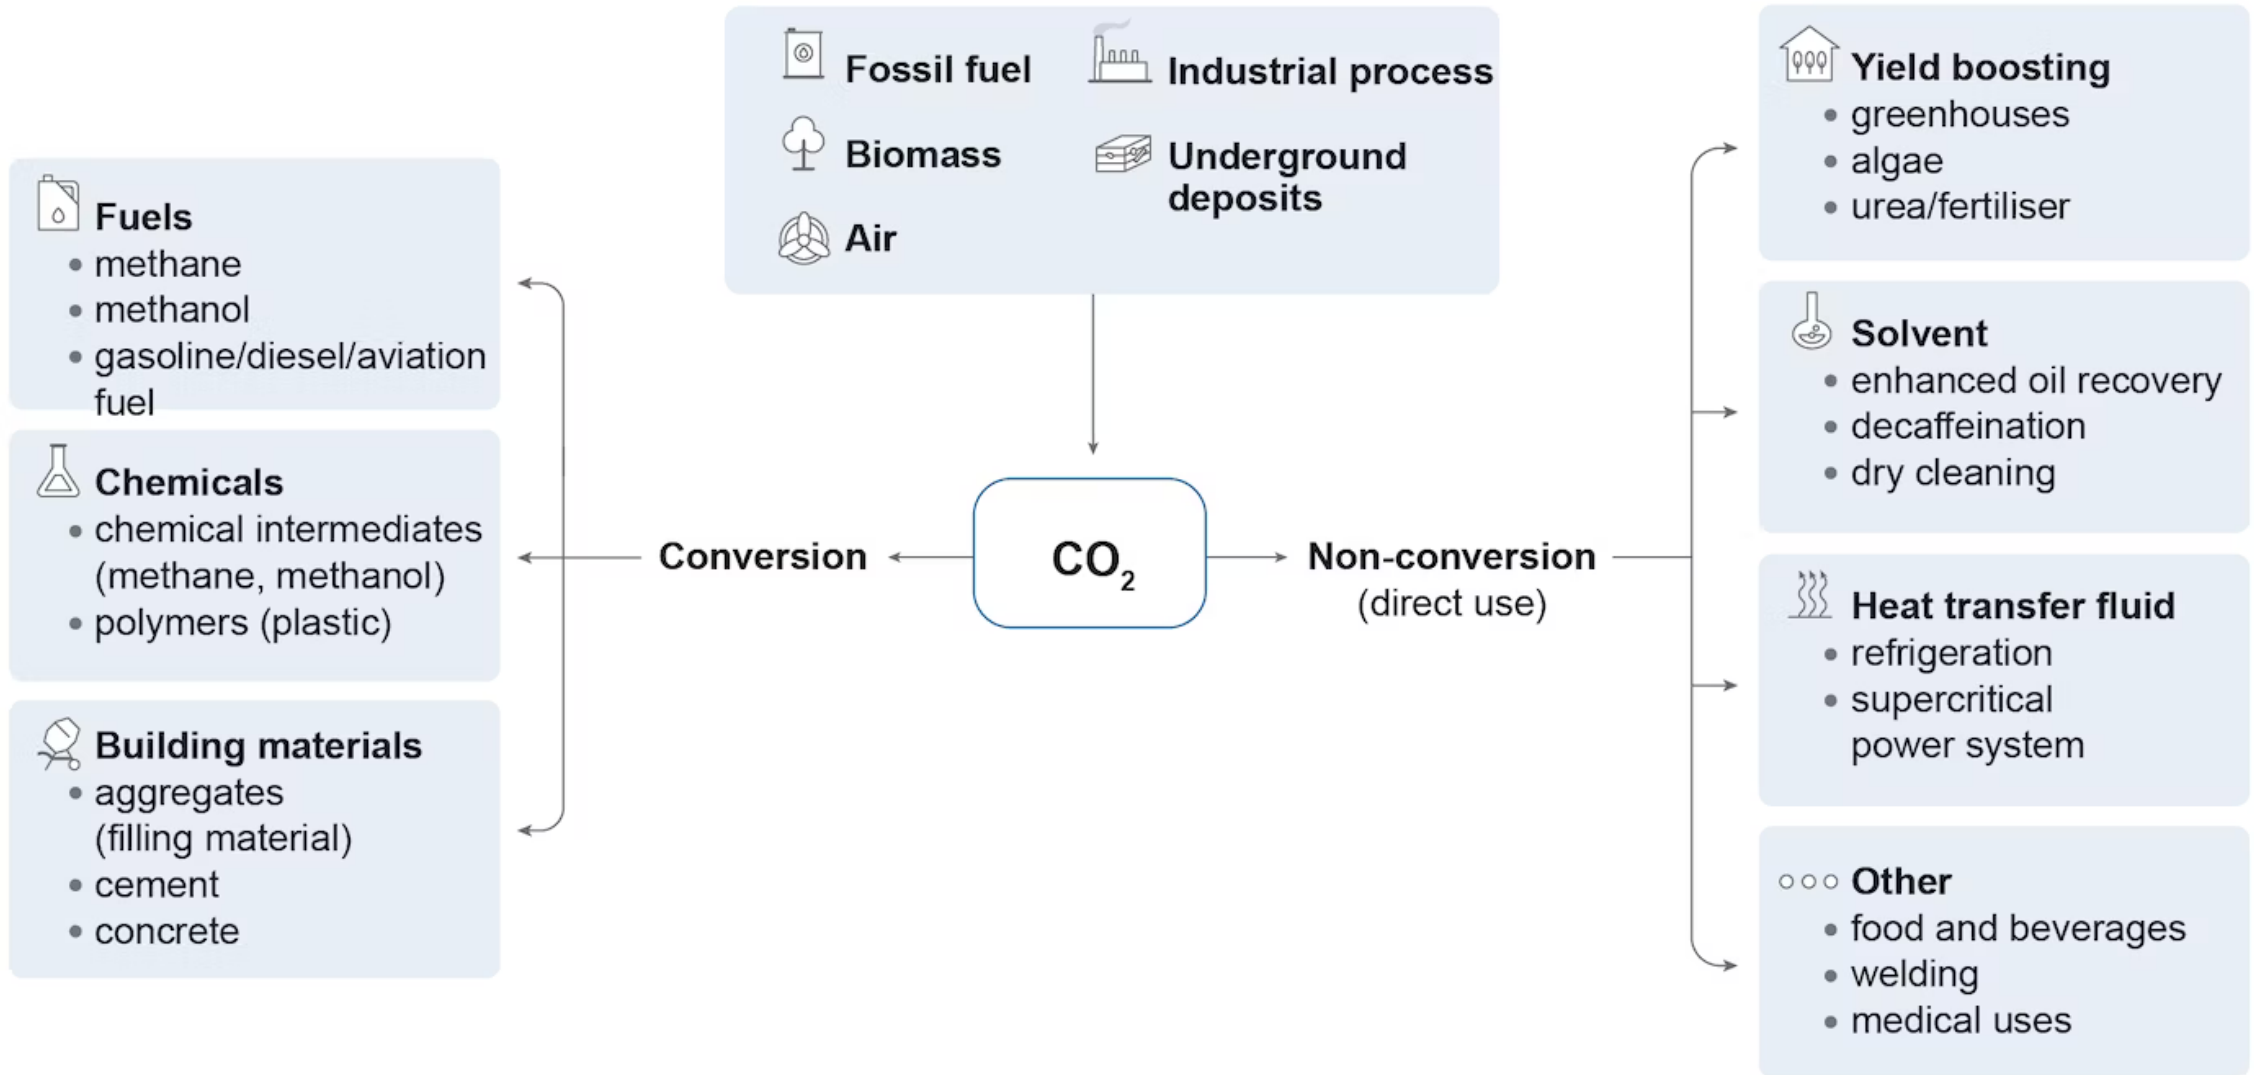 Fossil fuel
Industrial process
Biomass
Underground
deposits
Air
Fuels
methane
methanol
gasoline/diesel/aviation
fuel
Chemicals
chemical intermediates
(methane, methanol)
polymers (plastic)
Building materials
aggregates
(filling material)
cement
concrete
Conversion
CO₂
Non-conversion
(direct use)
Yield boosting
greenhouses
algae
urea/fertiliser
Solvent
enhanced oil recovery
decaffeination
dry cleaning
Heat transfer fluid
refrigeration
supercritical
power system
Other
food and beverages
welding
medical uses